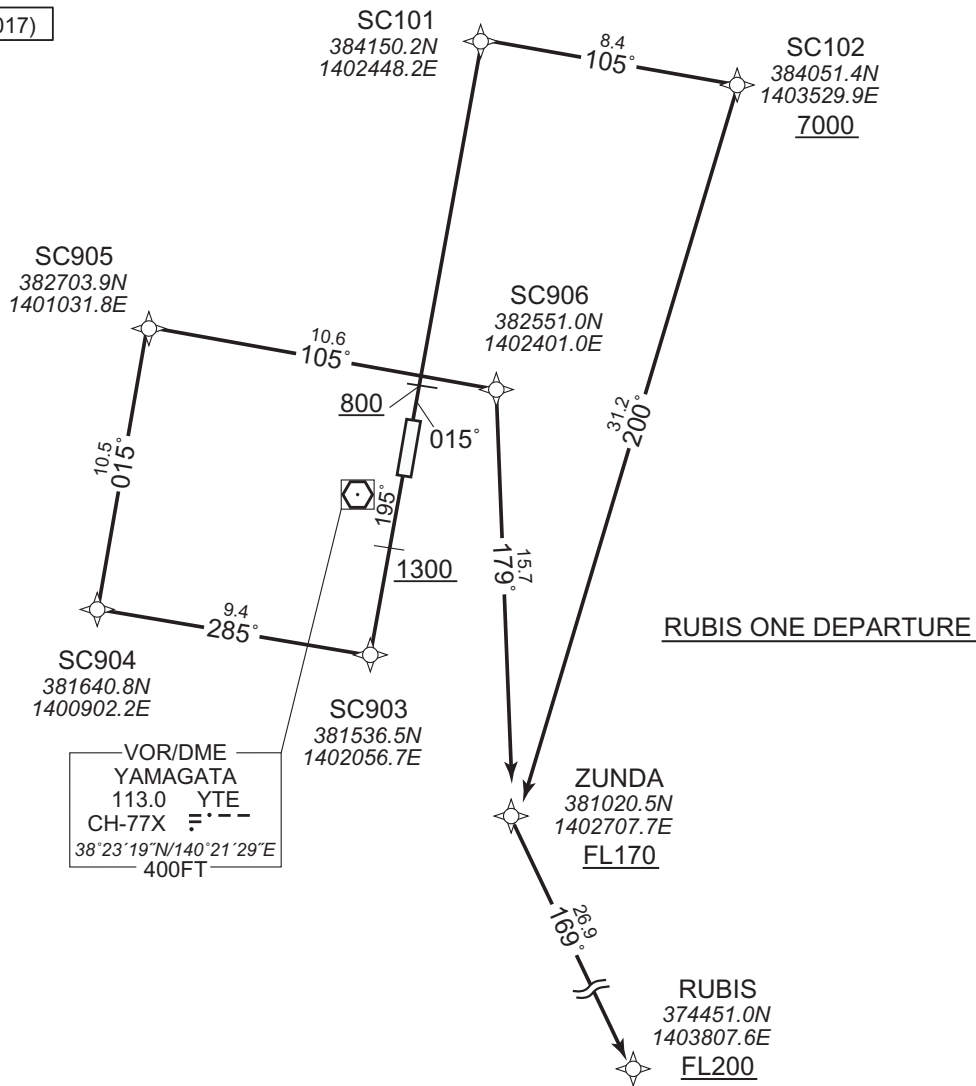 017)
SC101
384150.2N
1402448.2E
8.4
105°
SC102
384051.4N
1403529.9E
7000
SC905
382703.9N
1401031.8E
10.6
105°
SC906
382551.0N
1402401.0E
800
015°
31.2
200°
10.5
015°
195°
1300
15.7
179°
9.4
285°
RUBIS ONE DEPARTURE
SC904
381640.8N
1400902.2E
SC903
381536.5N
1402056.7E
VOR/DME
YAMAGATA
113.0 YTE
CH-77X
38°23′19″N/140°21′29″E
400FT
ZUNDA
381020.5N
1402707.7E
FL170
26.9
169°
RUBIS
374451.0N
1403807.6E
FL200